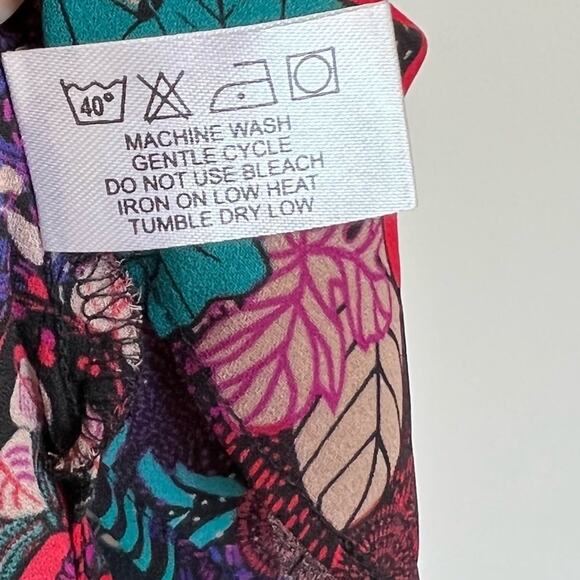 40°
MACHINE WASH
GENTLE CYCLE
DO NOT USE BLEACH
IRON ON LOW HEAT
TUMBLE DRY LOW